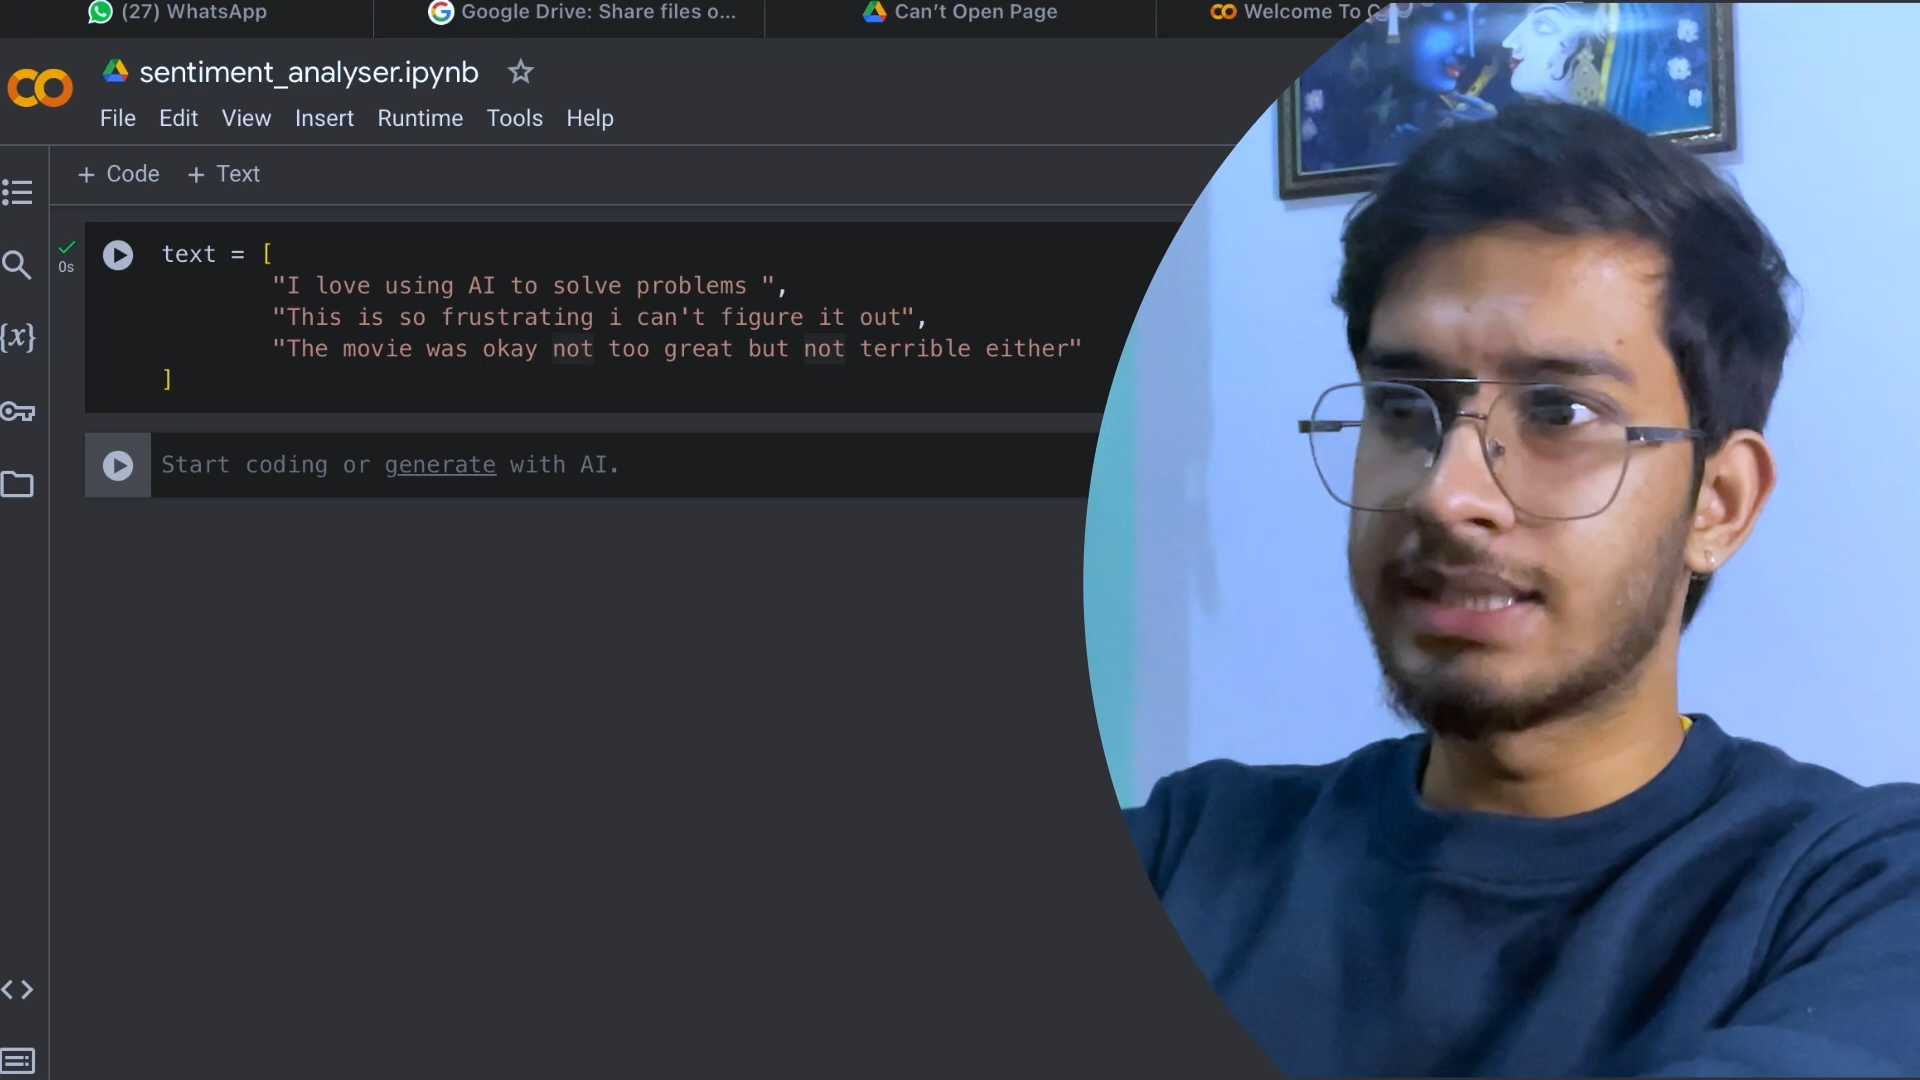 (27) WhatsApp
Google Drive: Share files o...
Can't Open Page
Welcome To C
sentiment_analyser.ipynb
File Edit View Insert Runtime Tools Help
+ Code + Text
0s
text = [
"I love using AI to solve problems ",
"This is so frustrating i can't figure it out",
"The movie was okay not too great but not terrible either"
]
{x}
Start coding or generate with AI.